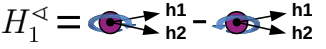 H₁^∢ = h1 h2 - h1 h2